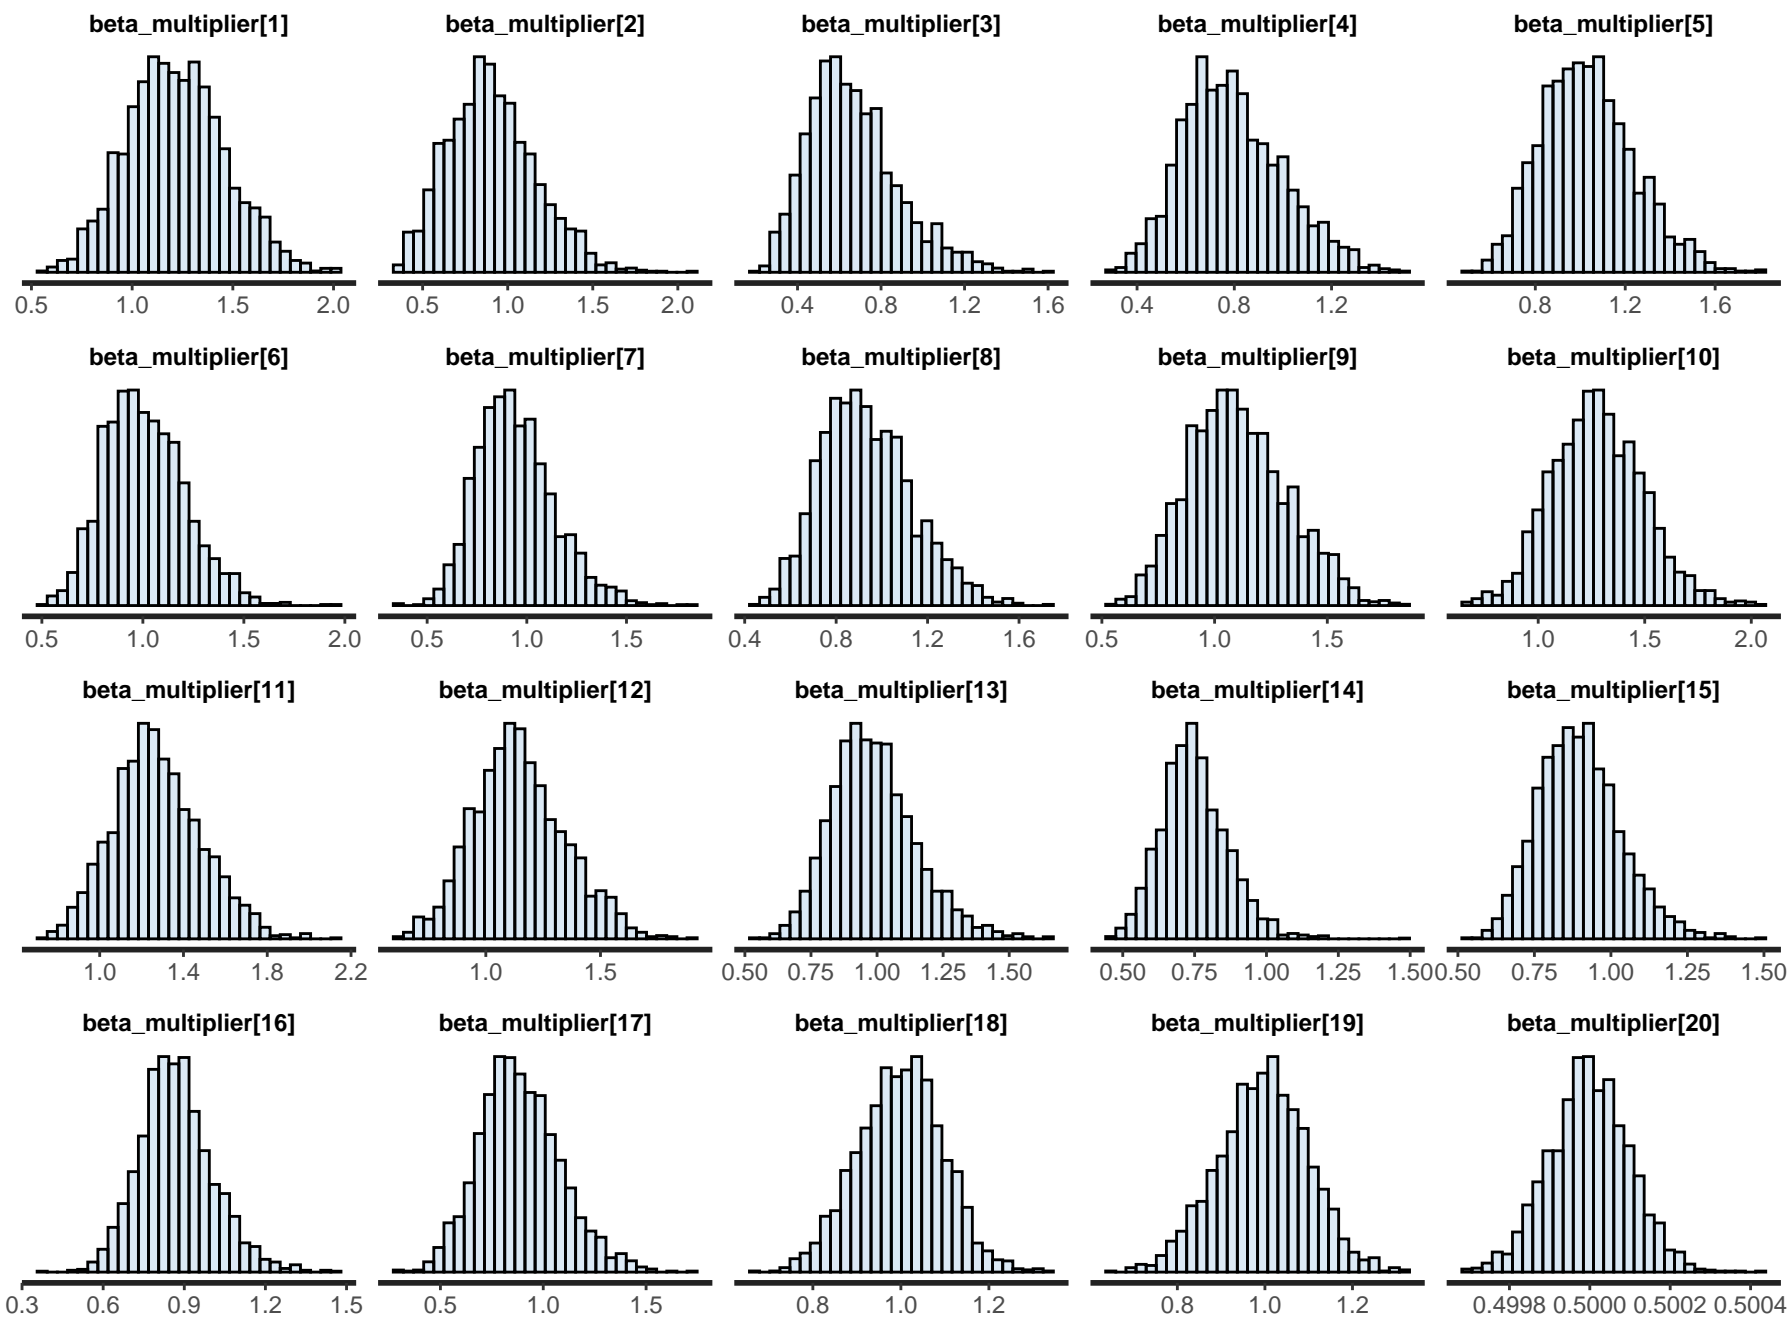 beta_multiplier[1] beta_multiplier[2] beta_multiplier[3] beta_multiplier[4] beta_multiplier[5]
0.5 1.0 1.5 2.0 0.5 1.0 1.5 2.0 0.4 0.8 1.2 1.6 0.4 0.8 1.2 0.8 1.2 1.6
beta_multiplier[6] beta_multiplier[7] beta_multiplier[8] beta_multiplier[9] beta_multiplier[10]
0.5 1.0 1.5 2.0 0.5 1.0 1.5 0.4 0.8 1.2 1.6 0.5 1.0 1.5 1.0 1.5 2.0
beta_multiplier[11] beta_multiplier[12] beta_multiplier[13] beta_multiplier[14] beta_multiplier[15]
1.0 1.4 1.8 2.2 1.0 1.5 0.50 0.75 1.00 1.25 1.50 0.50 0.75 1.00 1.25 1.50 0.50 0.75 1.00 1.25 1.50
beta_multiplier[16] beta_multiplier[17] beta_multiplier[18] beta_multiplier[19] beta_multiplier[20]
0.3 0.6 0.9 1.2 1.5 0.5 1.0 1.5 0.8 1.0 1.2 0.8 1.0 1.2 0.4998 0.5000 0.5002 0.5004